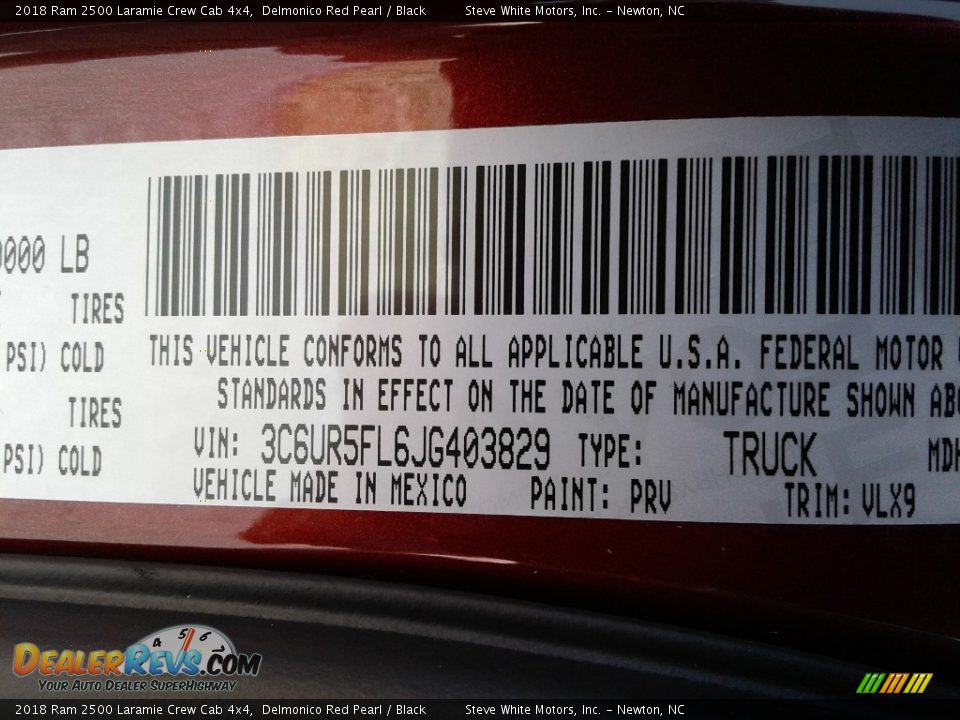 2018 Ram 2500 Laramie Crew Cab 4x4,  Delmonico Red Pearl / Black          Steve White Motors, Inc. – Newton, NC
0000 LB
TIRES
PSI) COLD
TIRES
PSI) COLD
THIS VEHICLE CONFORMS TO ALL APPLICABLE U.S.A. FEDERAL MOTOR
STANDARDS IN EFFECT ON THE DATE OF MANUFACTURE SHOWN
VIN: 3C6UR5FL6JG403829 TYPE: TRUCK
VEHICLE MADE IN MEXICO PAINT: PRV TRIM: VLX9
4 5 6
DEALERREVS.COM
YOUR AUTO DEALER SUPERHIGHWAY
2018 Ram 2500 Laramie Crew Cab 4x4,  Delmonico Red Pearl / Black          Steve White Motors, Inc. – Newton, NC